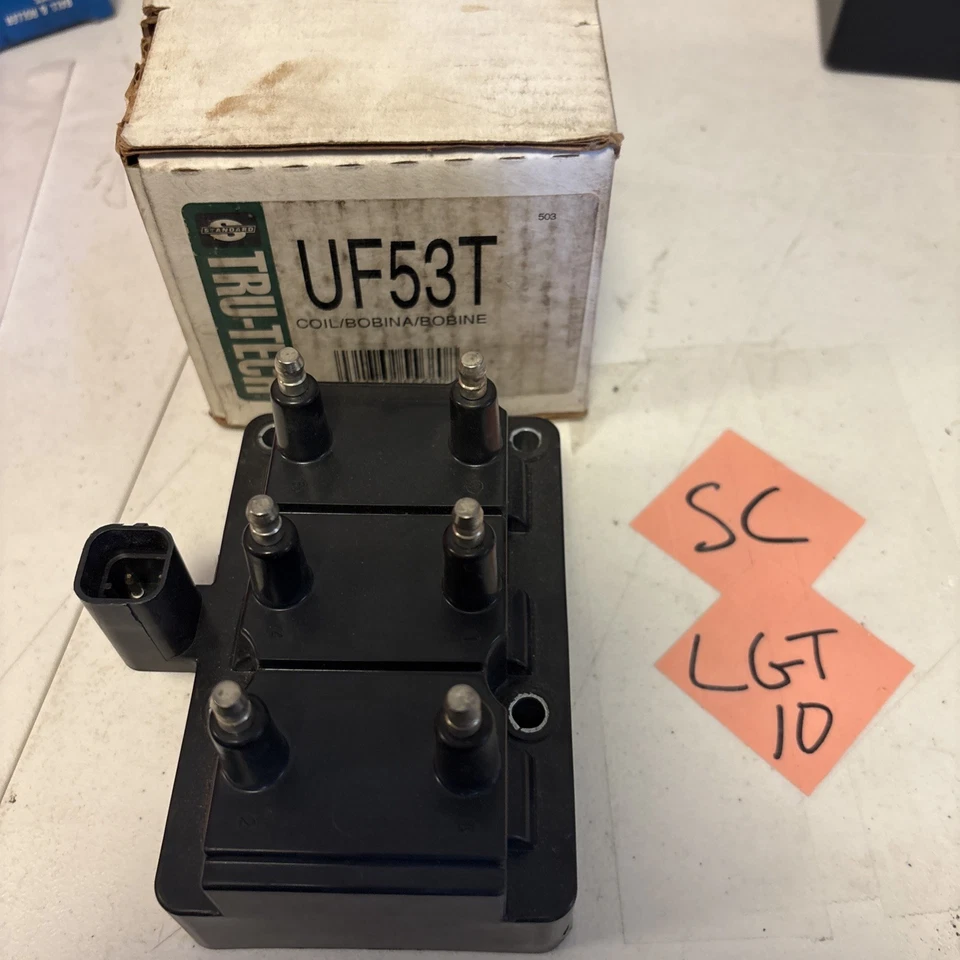 503
STANDARD
TRU-TECH
UF53T
COIL/BOBINA/BOBINE
SC
LGT
10